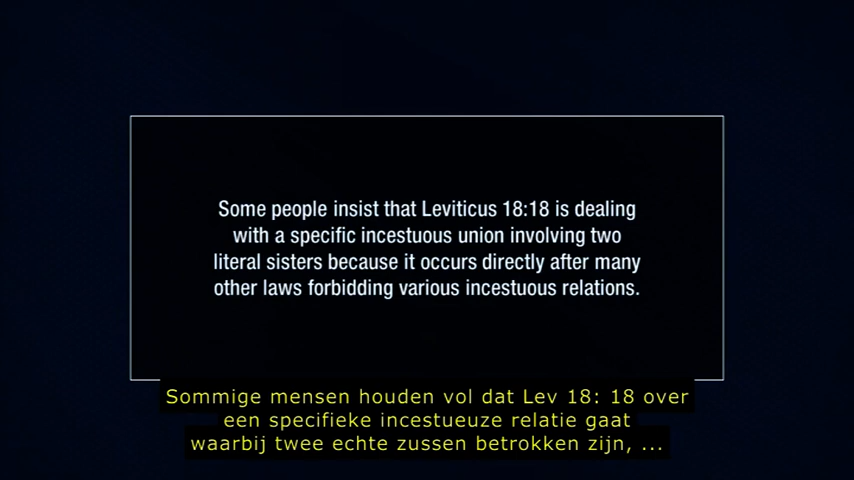 Some people insist that Leviticus 18:18 is dealing
with a specific incestuous union involving two
literal sisters because it occurs directly after many
other laws forbidding various incestuous relations.
Sommige mensen houden vol dat Lev 18: 18 over
een specifieke incestueuze relatie gaat
waarbij twee echte zussen betrokken zijn, ...